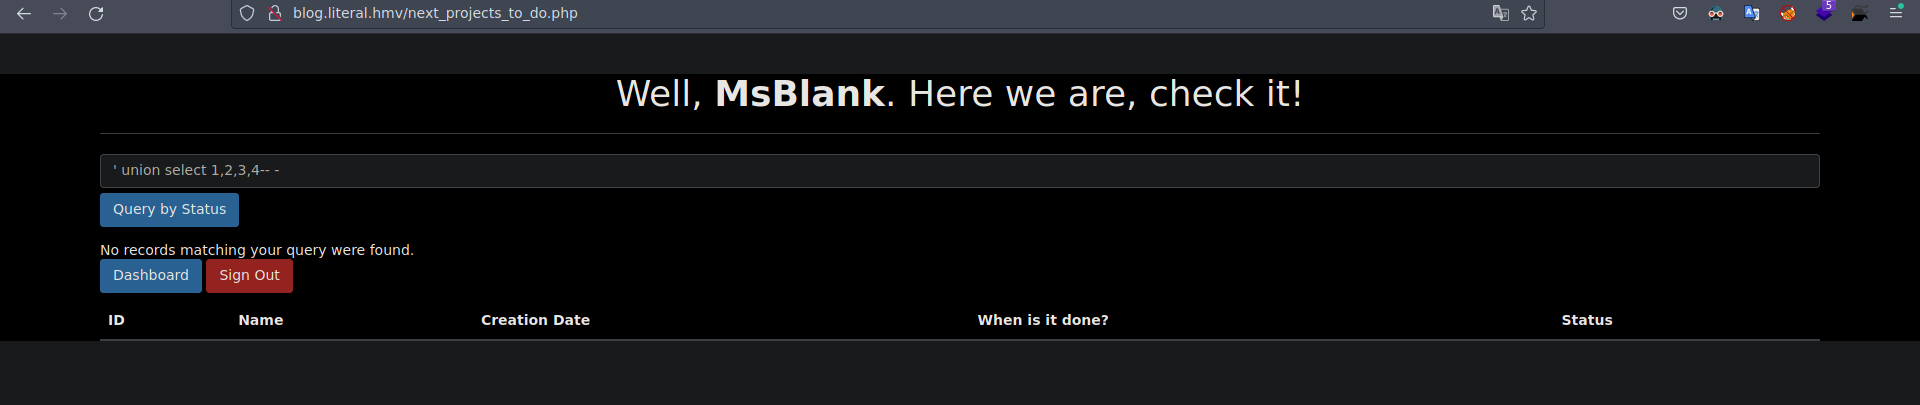 blog.literal.hmv/next_projects_to_do.php
5
Well, MsBlank. Here we are, check it!
' union select 1,2,3,4-- -
Query by Status
No records matching your query were found.
Dashboard Sign Out
ID Name Creation Date When is it done? Status